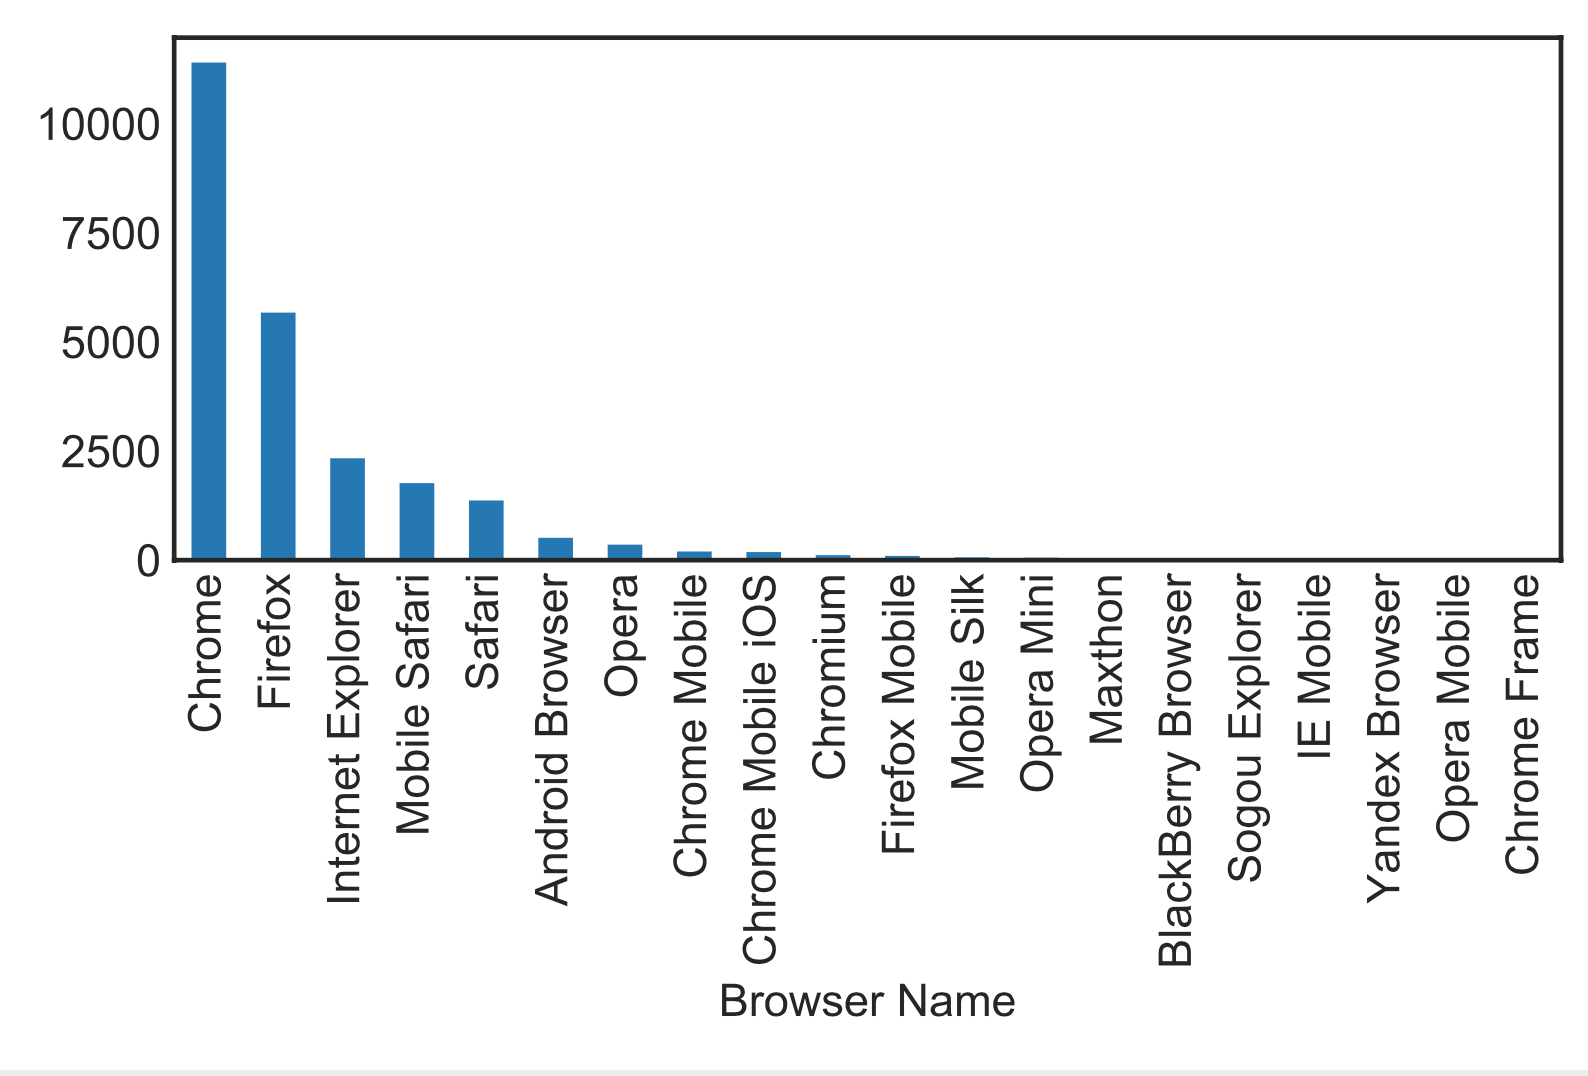 10000
7500
5000
2500
0
Chrome
Firefox
Internet Explorer
Mobile Safari
Safari
Android Browser
Opera
Chrome Mobile
Chrome Mobile iOS
Chromium
Firefox Mobile
Mobile Silk
Opera Mini
Maxthon
BlackBerry Browser
Sogou Explorer
IE Mobile
Yandex Browser
Opera Mobile
Chrome Frame
Browser Name